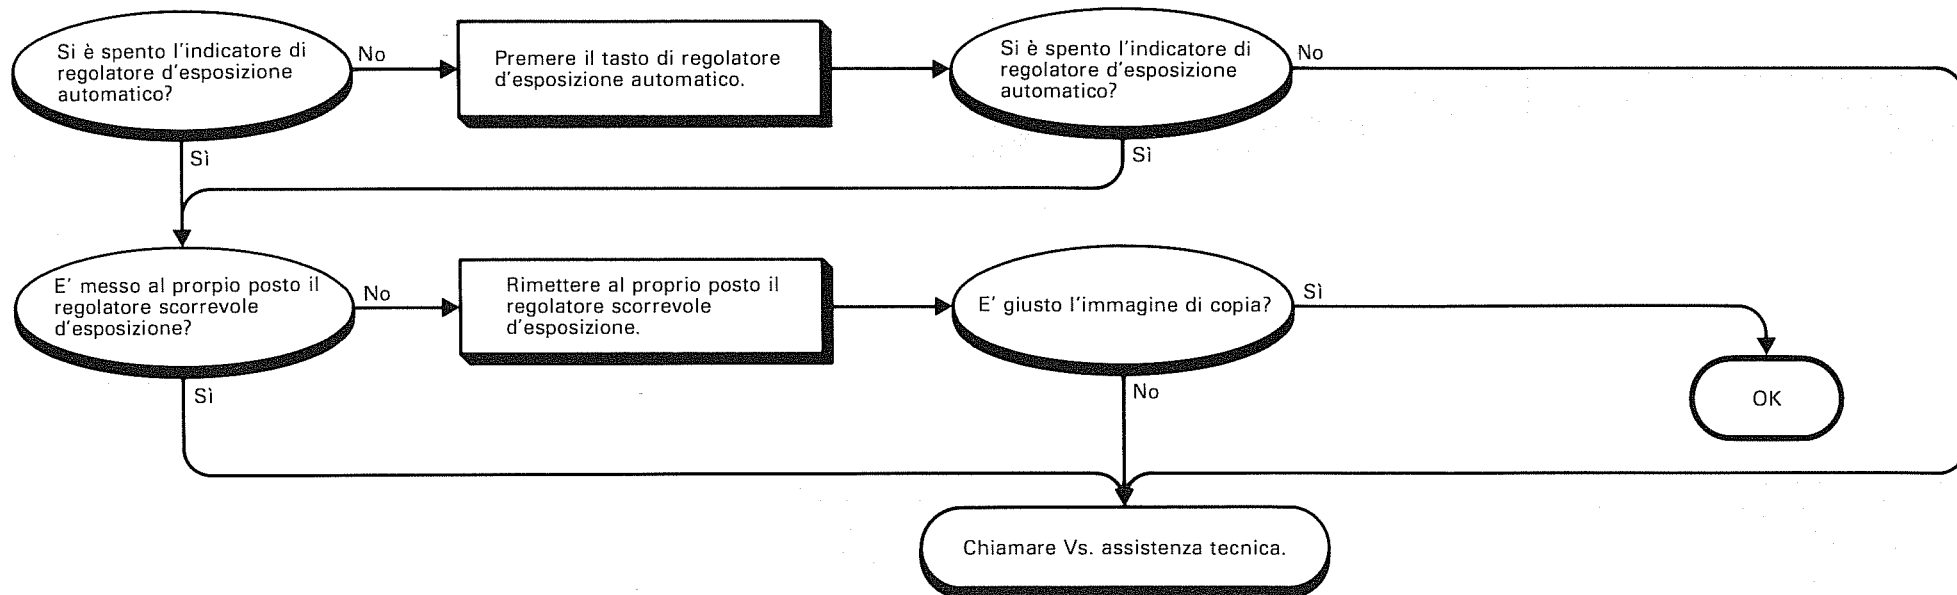 Si è spento l'indicatore di
regolatore d'esposizione
automatico?
No
Premere il tasto di regolatore
d'esposizione automatico.
Si è spento l'indicatore di
regolatore d'esposizione
automatico?
No
Sì
Sì
E' messo al prorpio posto il
regolatore scorrevole
d'esposizione?
No
Rimettere al proprio posto il
regolatore scorrevole
d'esposizione.
E' giusto l'immagine di copia?
Sì
OK
Sì
No
Chiamare Vs. assistenza tecnica.